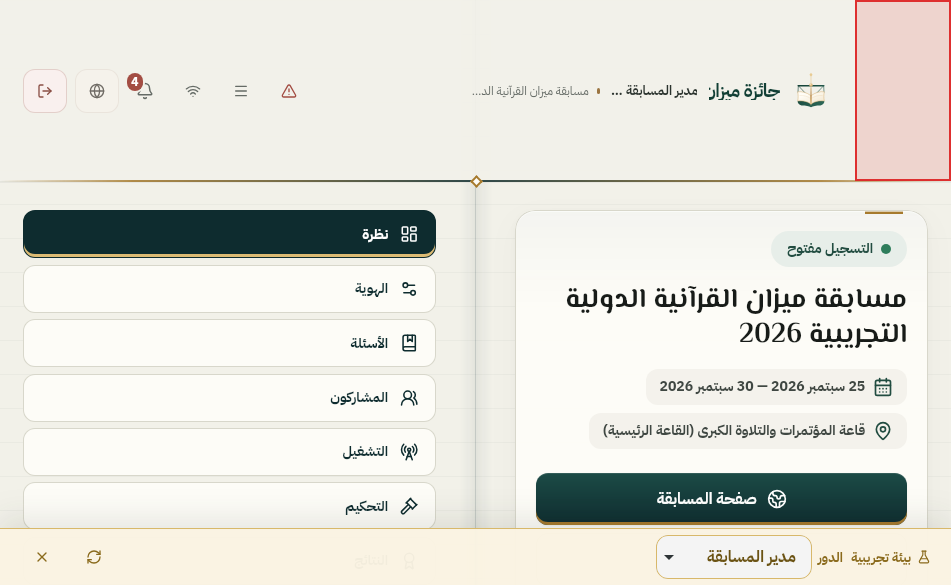 جائزة ميزان
مدير المسابقة ...
مسابقة ميزان القرآنية الد...
4
التسجيل مفتوح
مسابقة ميزان القرآنية الدولية
التجريبية 2026
25 سبتمبر 2026 — 30 سبتمبر 2026
قاعة المؤتمرات والتلاوة الكبرى (القاعة الرئيسية)
صفحة المسابقة
نظرة
الهوية
الأسئلة
المشاركون
التشغيل
التحكيم
النتائج
بيئة تجريبية
الدور
مدير المسابقة